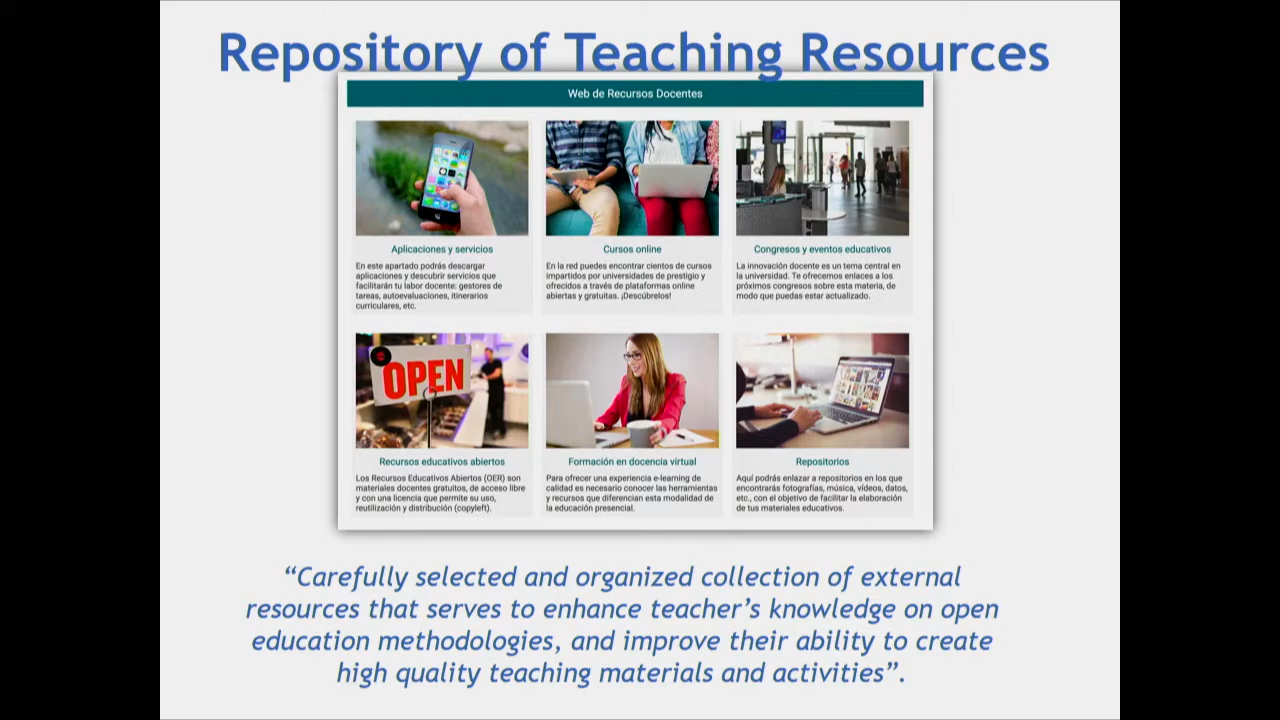 Repository of Teaching Resources
Web de Recursos Docentes
Aplicaciones y servicios
En este apartado podrás descargar
aplicaciones y descubrir servicios que
facilitarán tu labor docente: gestores de
tareas, autoevaluaciones, itinerarios
curriculares, etc.
Cursos online
En la red puedes encontrar cientos de cursos
impartidos por universidades de prestigio y
ofrecidos a través de plataformas online
abiertas y gratuitas. ¡Descúbrelos!
Congresos y eventos educativos
La innovación docente es un tema central en
la universidad. Te ofrecemos enlaces a los
próximos congresos sobre esta materia, de
modo que puedas estar actualizado.
OPEN
Recursos educativos abiertos
Los Recursos Educativos Abiertos (OER) son
materiales docentes gratuitos, de acceso libre
y con una licencia que permite su uso,
reutilización y distribución (copyleft).
Formación en docencia virtual
Para ofrecer una experiencia e-learning de
calidad es necesario conocer las herramientas
y recursos que diferencian esta modalidad de
la educación presencial.
Repositorios
Aquí podrás enlazar a repositorios en los que
encontrarás fotografías, música, vídeos, datos,
etc., con el objetivo de facilitar la elaboración
de tus materiales educativos.
“Carefully selected and organized collection of external
resources that serves to enhance teacher’s knowledge on open
education methodologies, and improve their ability to create
high quality teaching materials and activities”.